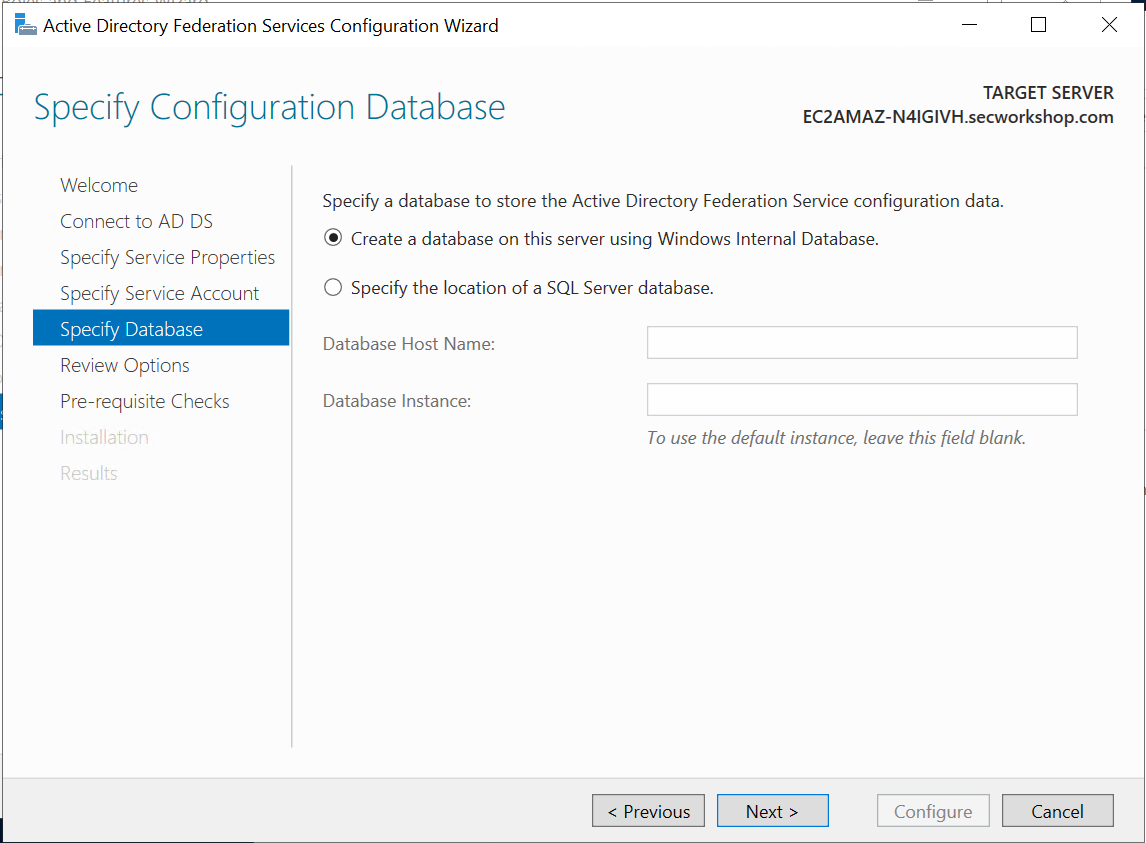 Active Directory Federation Services Configuration Wizard
Specify Configuration Database
TARGET SERVER
EC2AMAZ-N4IGIVH.secworkshop.com
Welcome
Connect to AD DS
Specify Service Properties
Specify Service Account
Specify Database
Review Options
Pre-requisite Checks
Installation
Results
Specify a database to store the Active Directory Federation Service configuration data.
Create a database on this server using Windows Internal Database.
Specify the location of a SQL Server database.
Database Host Name:
Database Instance:
To use the default instance, leave this field blank.
< Previous
Next >
Configure
Cancel